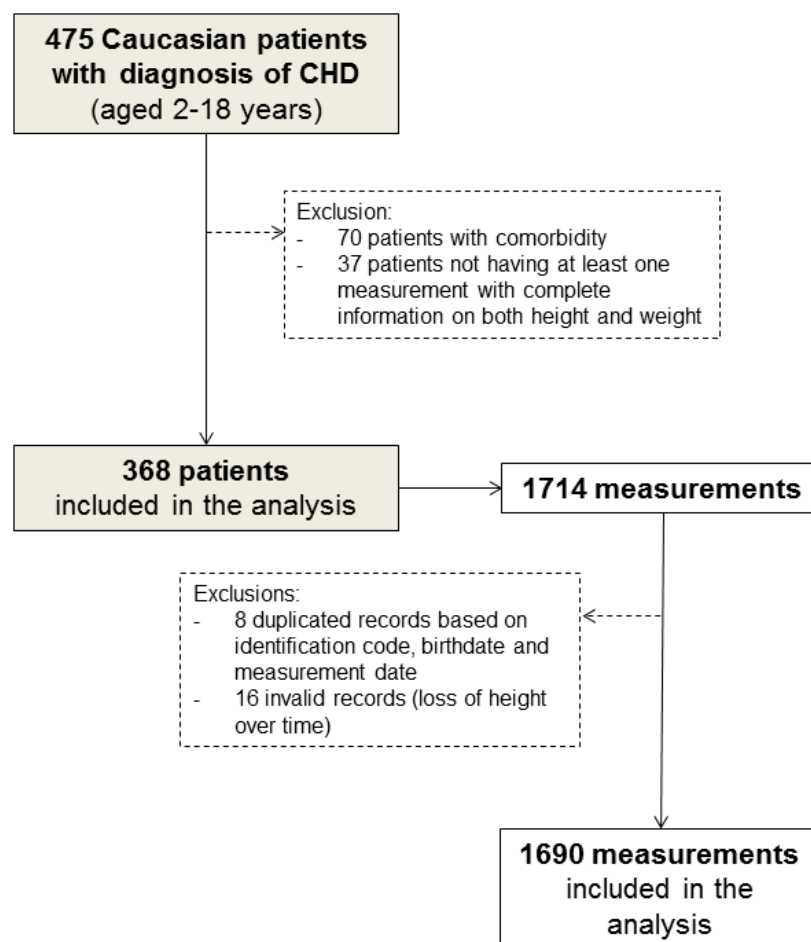 475 Caucasian patients
with diagnosis of CHD
(aged 2-18 years)
Exclusion:
- 70 patients with comorbidity
- 37 patients not having at least one
measurement with complete
information on both height and weight
368 patients
included in the analysis
1714 measurements
Exclusions:
- 8 duplicated records based on
identification code, birthdate and
measurement date
- 16 invalid records (loss of height
over time)
1690 measurements
included in the
analysis